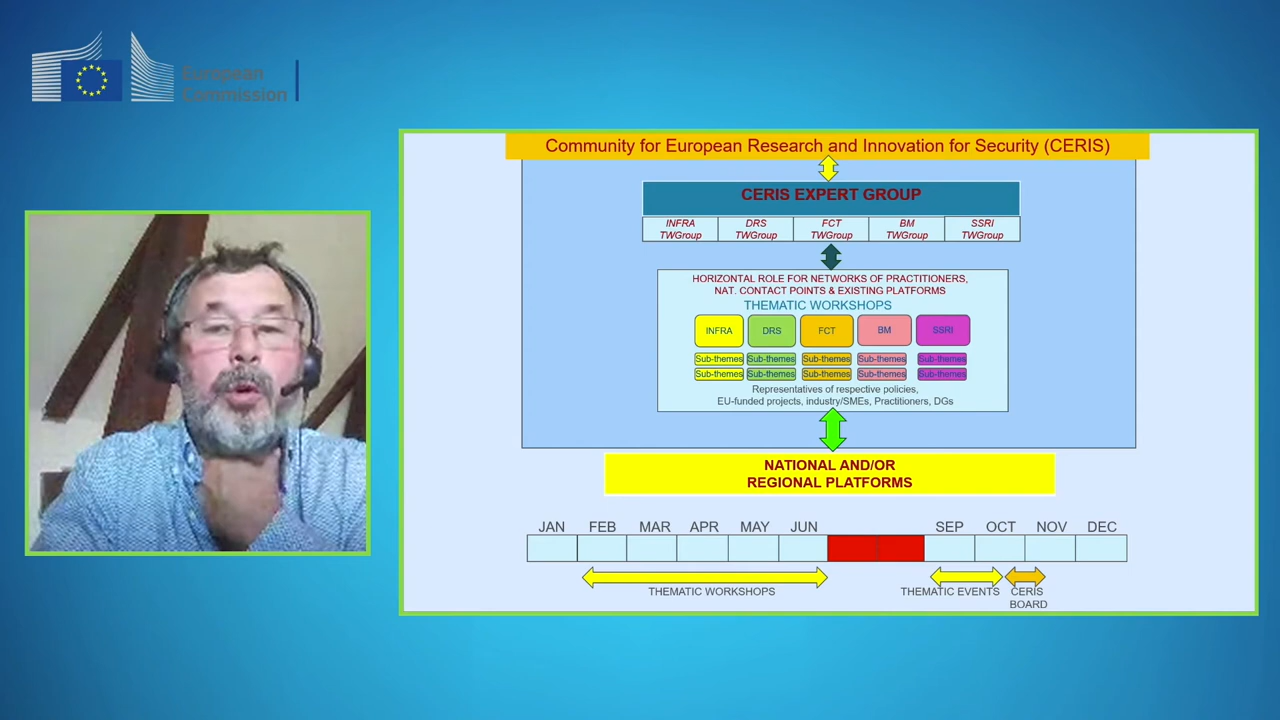 European
Commission
Community for European Research and Innovation for Security (CERIS)
CERIS EXPERT GROUP
INFRA TWGroup
DRS TWGroup
FCT TWGroup
BM TWGroup
SSRI TWGroup
HORIZONTAL ROLE FOR NETWORKS OF PRACTITIONERS,
NAT. CONTACT POINTS & EXISTING PLATFORMS
THEMATIC WORKSHOPS
INFRA DRS FCT BM SSRI
Sub-themes Sub-themes Sub-themes Sub-themes Sub-themes
Sub-themes Sub-themes Sub-themes Sub-themes Sub-themes
Representatives of respective policies,
EU-funded projects, industry/SMEs, Practitioners, DGs
NATIONAL AND/OR
REGIONAL PLATFORMS
JAN FEB MAR APR MAY JUN SEP OCT NOV DEC
THEMATIC WORKSHOPS
THEMATIC EVENTS
CERIS
BOARD